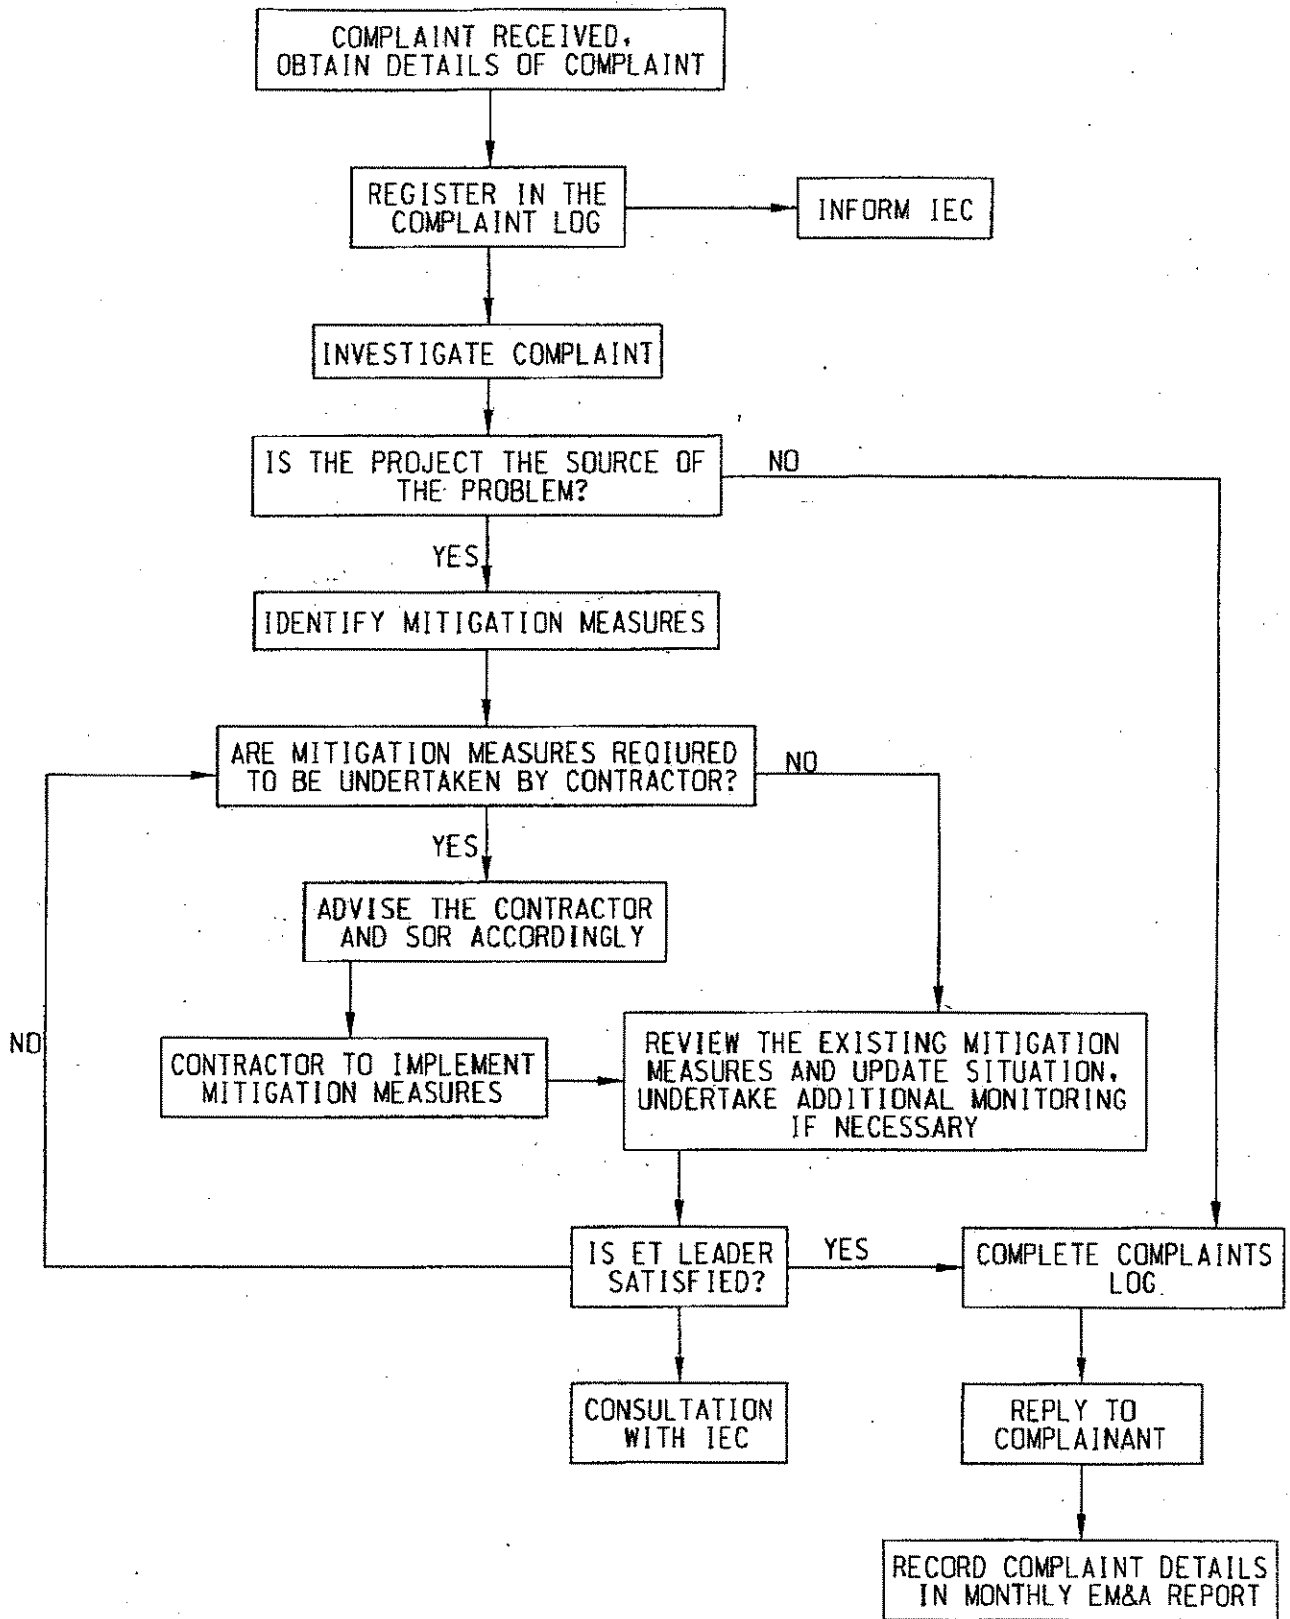 COMPLAINT RECEIVED,
OBTAIN DETAILS OF COMPLAINT
REGISTER IN THE
COMPLAINT LOG
INFORM IEC
INVESTIGATE COMPLAINT
IS THE PROJECT THE SOURCE OF
THE PROBLEM?
NO
YES
IDENTIFY MITIGATION MEASURES
ARE MITIGATION MEASURES REQIURED
TO BE UNDERTAKEN BY CONTRACTOR?
NO
YES
ADVISE THE CONTRACTOR
AND SOR ACCORDINGLY
NO
CONTRACTOR TO IMPLEMENT
MITIGATION MEASURES
REVIEW THE EXISTING MITIGATION
MEASURES AND UPDATE SITUATION,
UNDERTAKE ADDITIONAL MONITORING
IF NECESSARY
IS ET LEADER
SATISFIED?
YES
COMPLETE COMPLAINTS
LOG
CONSULTATION
WITH IEC
REPLY TO
COMPLAINANT
RECORD COMPLAINT DETAILS
IN MONTHLY EM&A REPORT